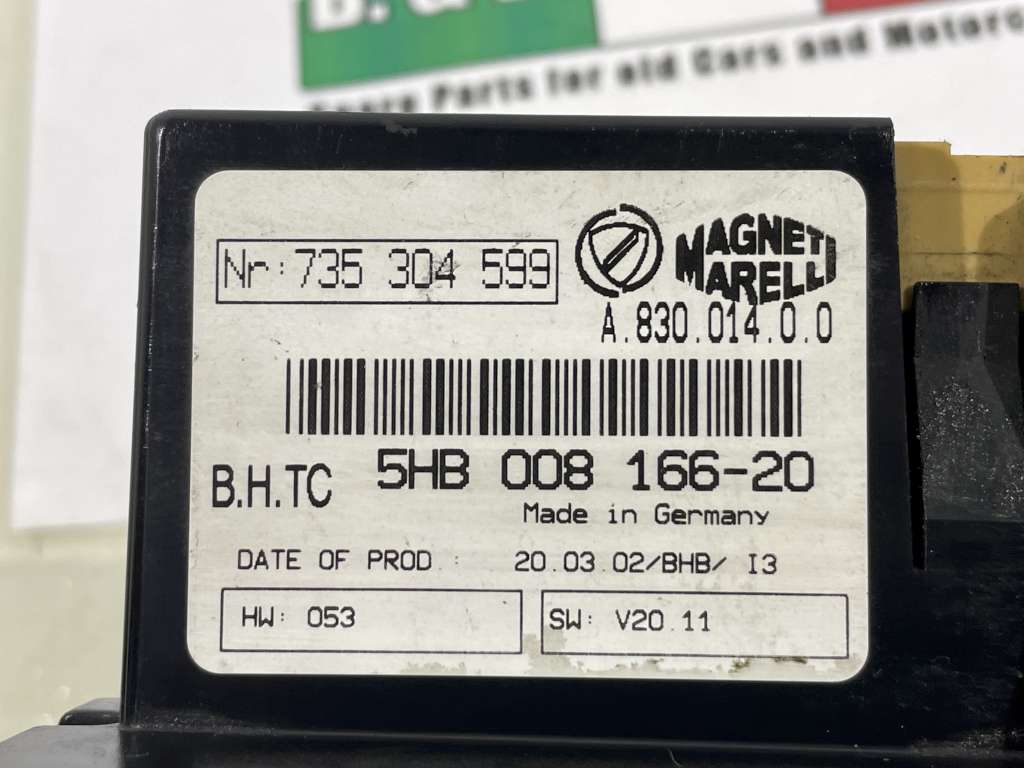 Spare Parts for old Cars and Motorc
Nr: 735 304 599
MAGNETI
MARELLI
A.830.014.0.0
B.H.TC
5HB 008 166-20
Made in Germany
DATE OF PROD.: 20.03.02/BHB/ I3
HW: 053
SW: V20.11